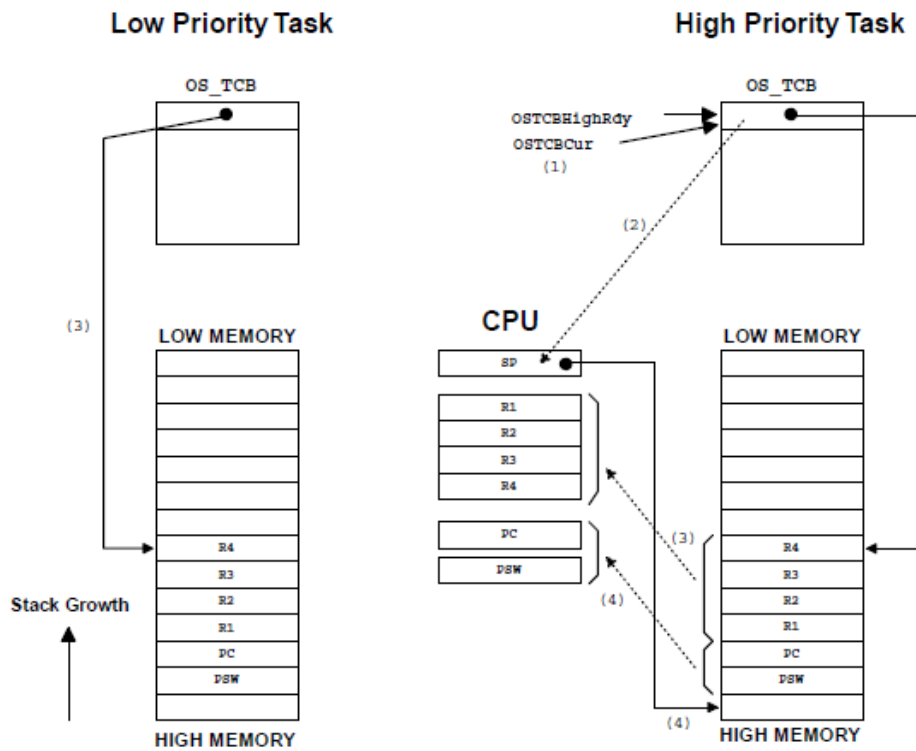 Low Priority Task
High Priority Task
OS_TCB
OS_TCB
OSTCBHighRdy
OSTCBCur
(1)
(2)
(3)
CPU
LOW MEMORY
LOW MEMORY
SP
R1
R2
R3
R4
PC
PSW
(3)
(4)
(4)
R4
R3
R2
R1
PC
PSW
Stack Growth
HIGH MEMORY
R4
R3
R2
R1
PC
PSW
HIGH MEMORY